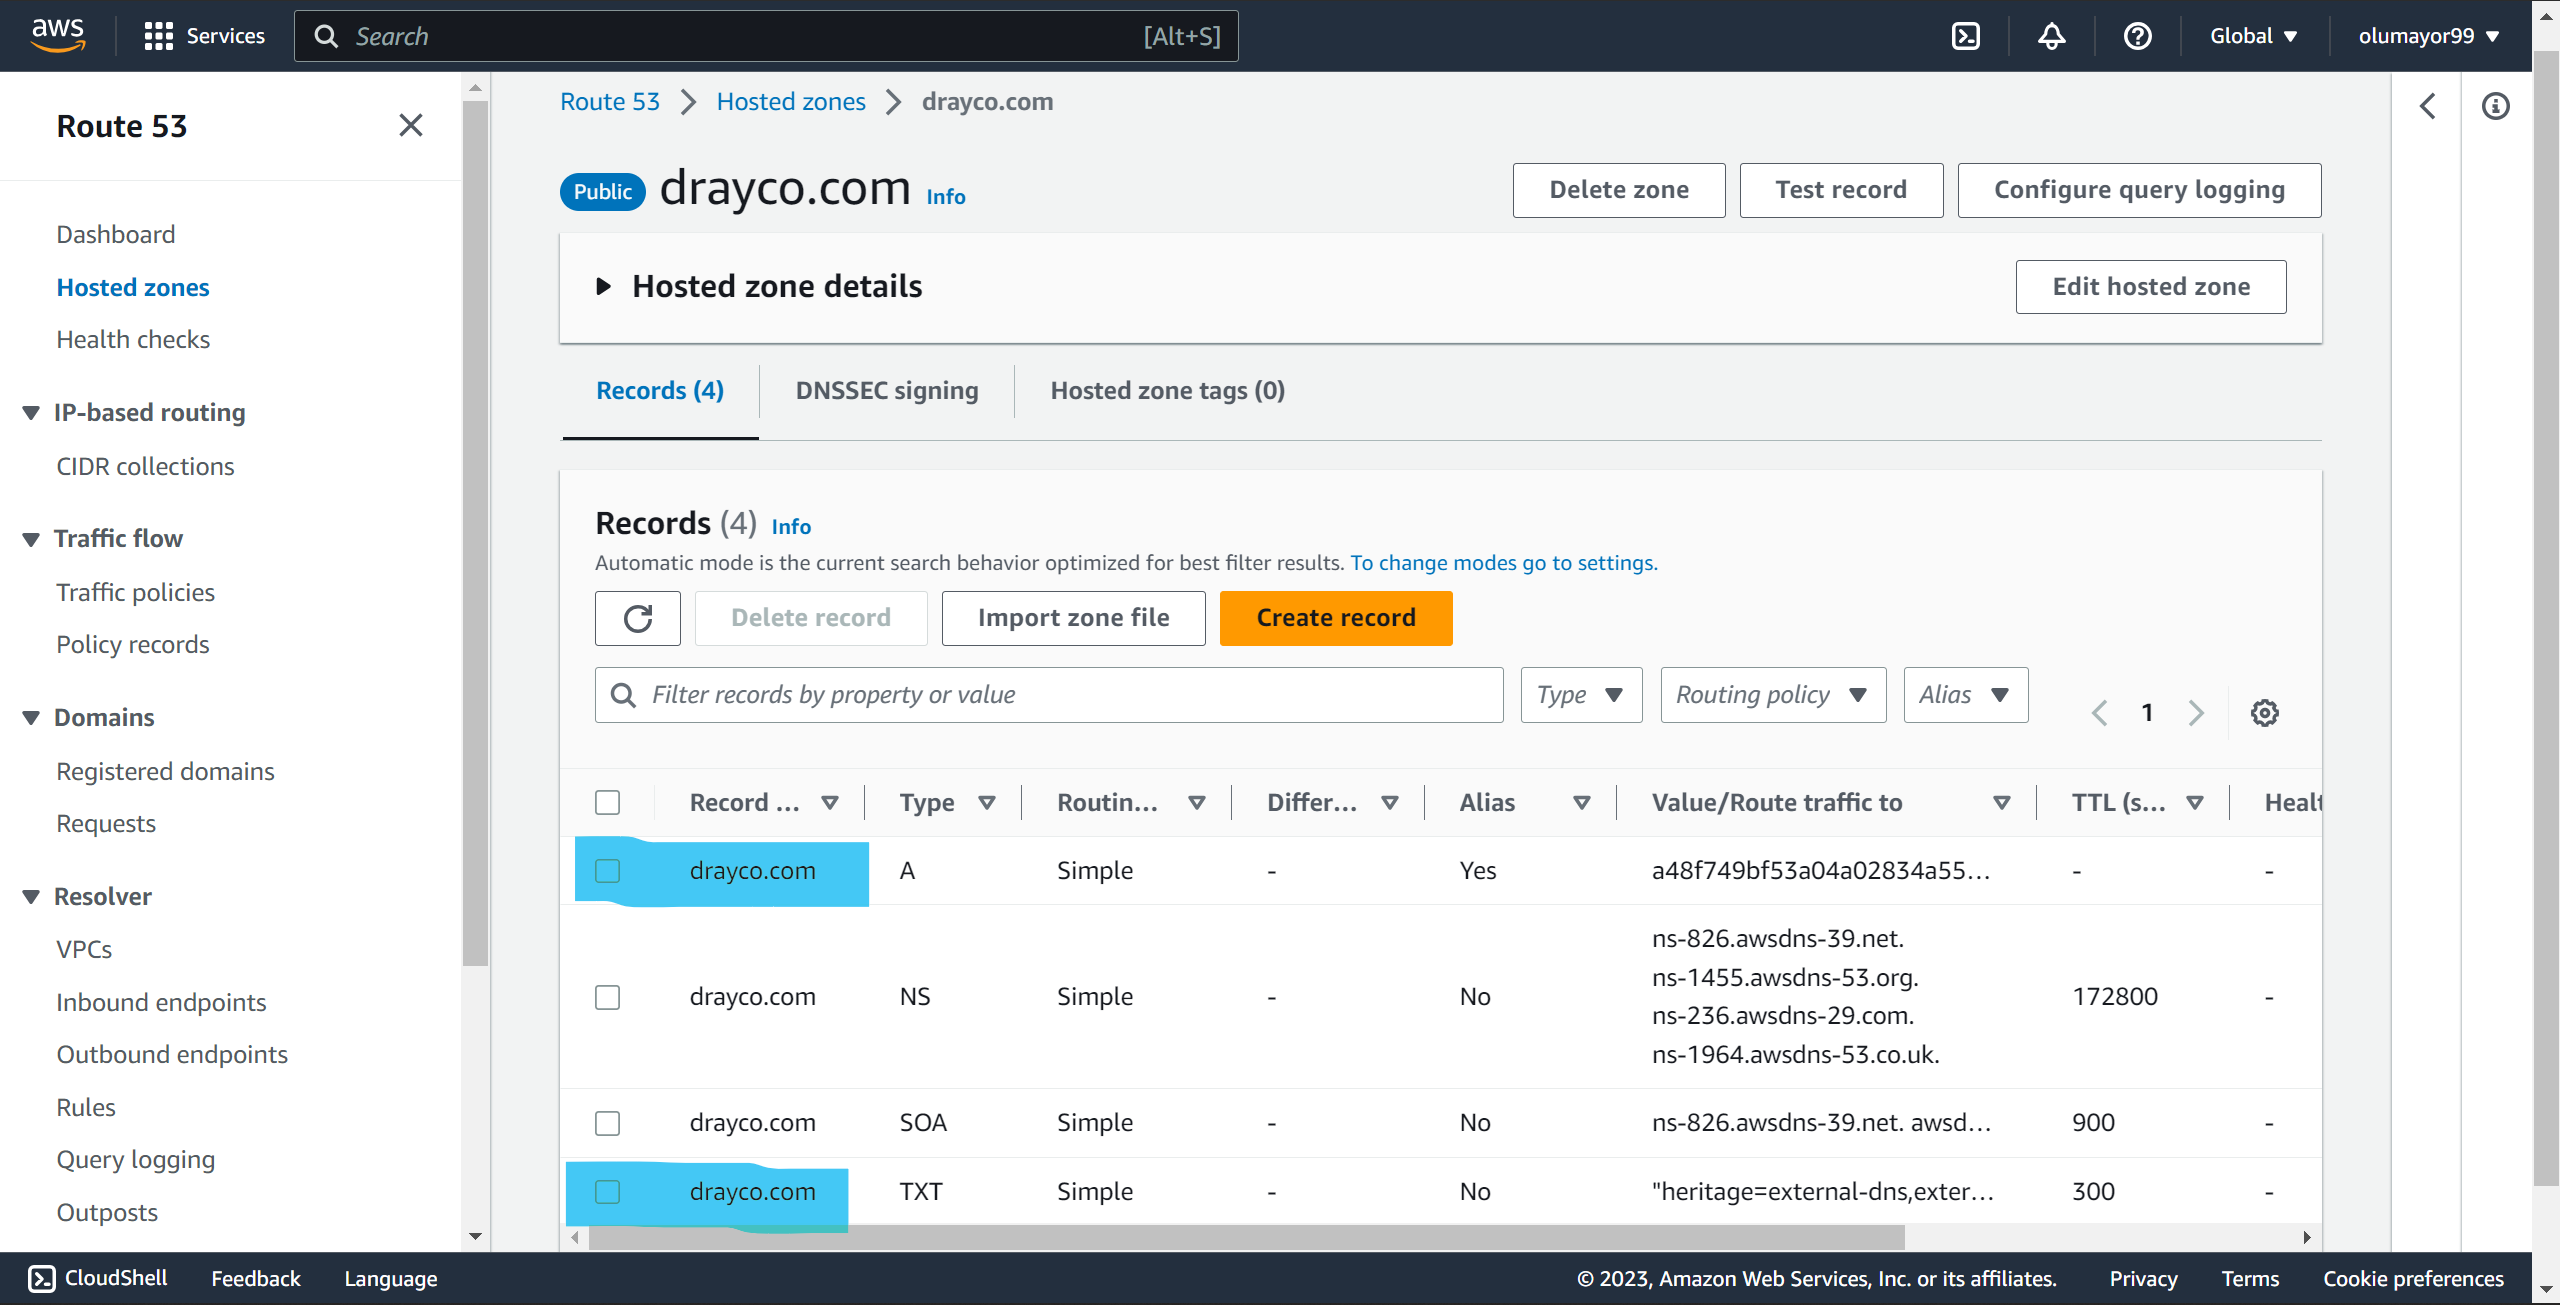 aws
Services
Search
[Alt+S]
Global
olumayor99
Route 53
Dashboard
Hosted zones
Health checks
IP-based routing
CIDR collections
Traffic flow
Traffic policies
Policy records
Domains
Registered domains
Requests
Resolver
VPCs
Inbound endpoints
Outbound endpoints
Rules
Query logging
Outposts
Route 53 > Hosted zones > drayco.com
Public drayco.com Info
Delete zone
Test record
Configure query logging
Hosted zone details
Edit hosted zone
Records (4)
DNSSEC signing
Hosted zone tags (0)
Records (4) Info
Automatic mode is the current search behavior optimized for best filter results. To change modes go to settings.
Delete record
Import zone file
Create record
Filter records by property or value
Type
Routing policy
Alias
1
Record ... Type Routin... Differ... Alias Value/Route traffic to TTL (s... Healt
drayco.com A Simple - Yes a48f749bf53a04a02834a55... - -
drayco.com NS Simple - No ns-826.awsdns-39.net. 172800 -
ns-1455.awsdns-53.org.
ns-236.awsdns-29.com.
ns-1964.awsdns-53.co.uk.
drayco.com SOA Simple - No ns-826.awsdns-39.net. awsd... 900 -
drayco.com TXT Simple - No "heritage=external-dns,exter... 300 -
CloudShell
Feedback
Language
© 2023, Amazon Web Services, Inc. or its affiliates.
Privacy
Terms
Cookie preferences